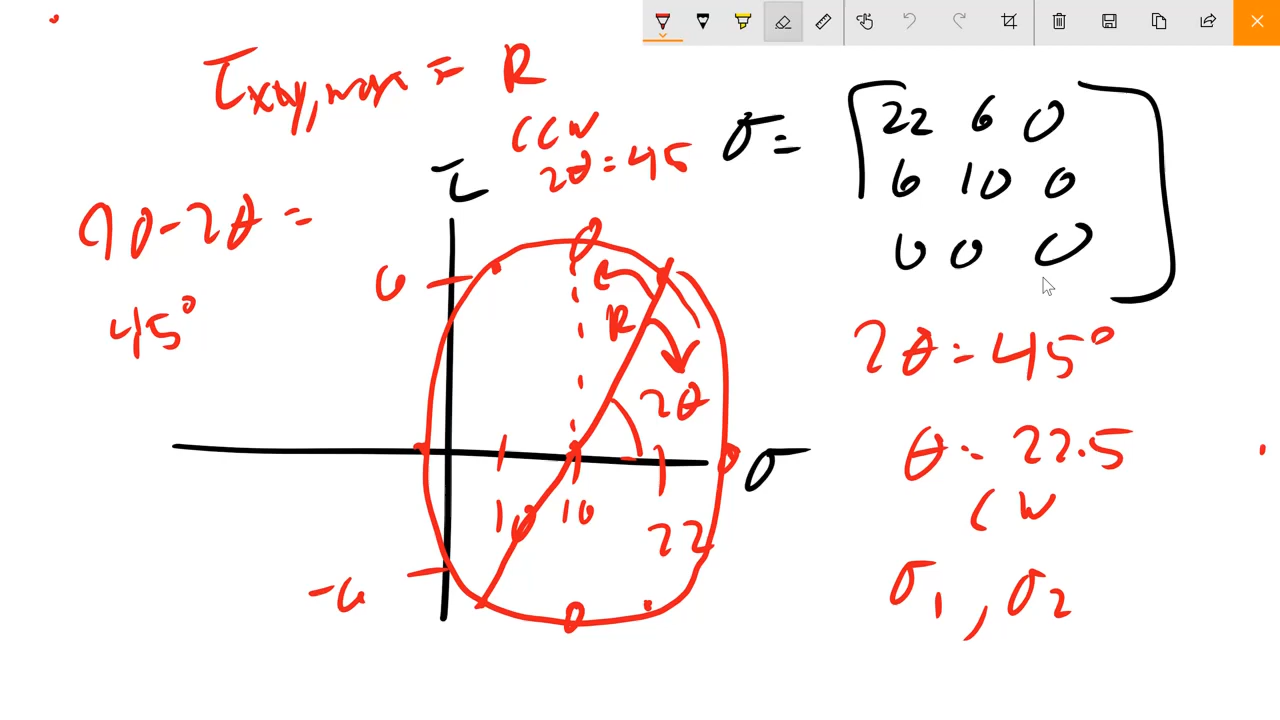 τxy,max = R
CCW
2θ = 45
σ =
22 6 0
6 10 0
0 0 0
90 - 2θ =
45°
τ
6
R
2θ
σ
10 16 22
-6
2θ = 45°
θ = 22.5
CW
σ1, σ2